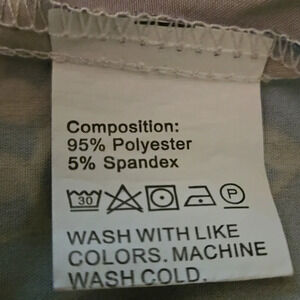 Composition:
95% Polyester
5% Spandex
30 P
WASH WITH LIKE
COLORS. MACHINE
WASH COLD.